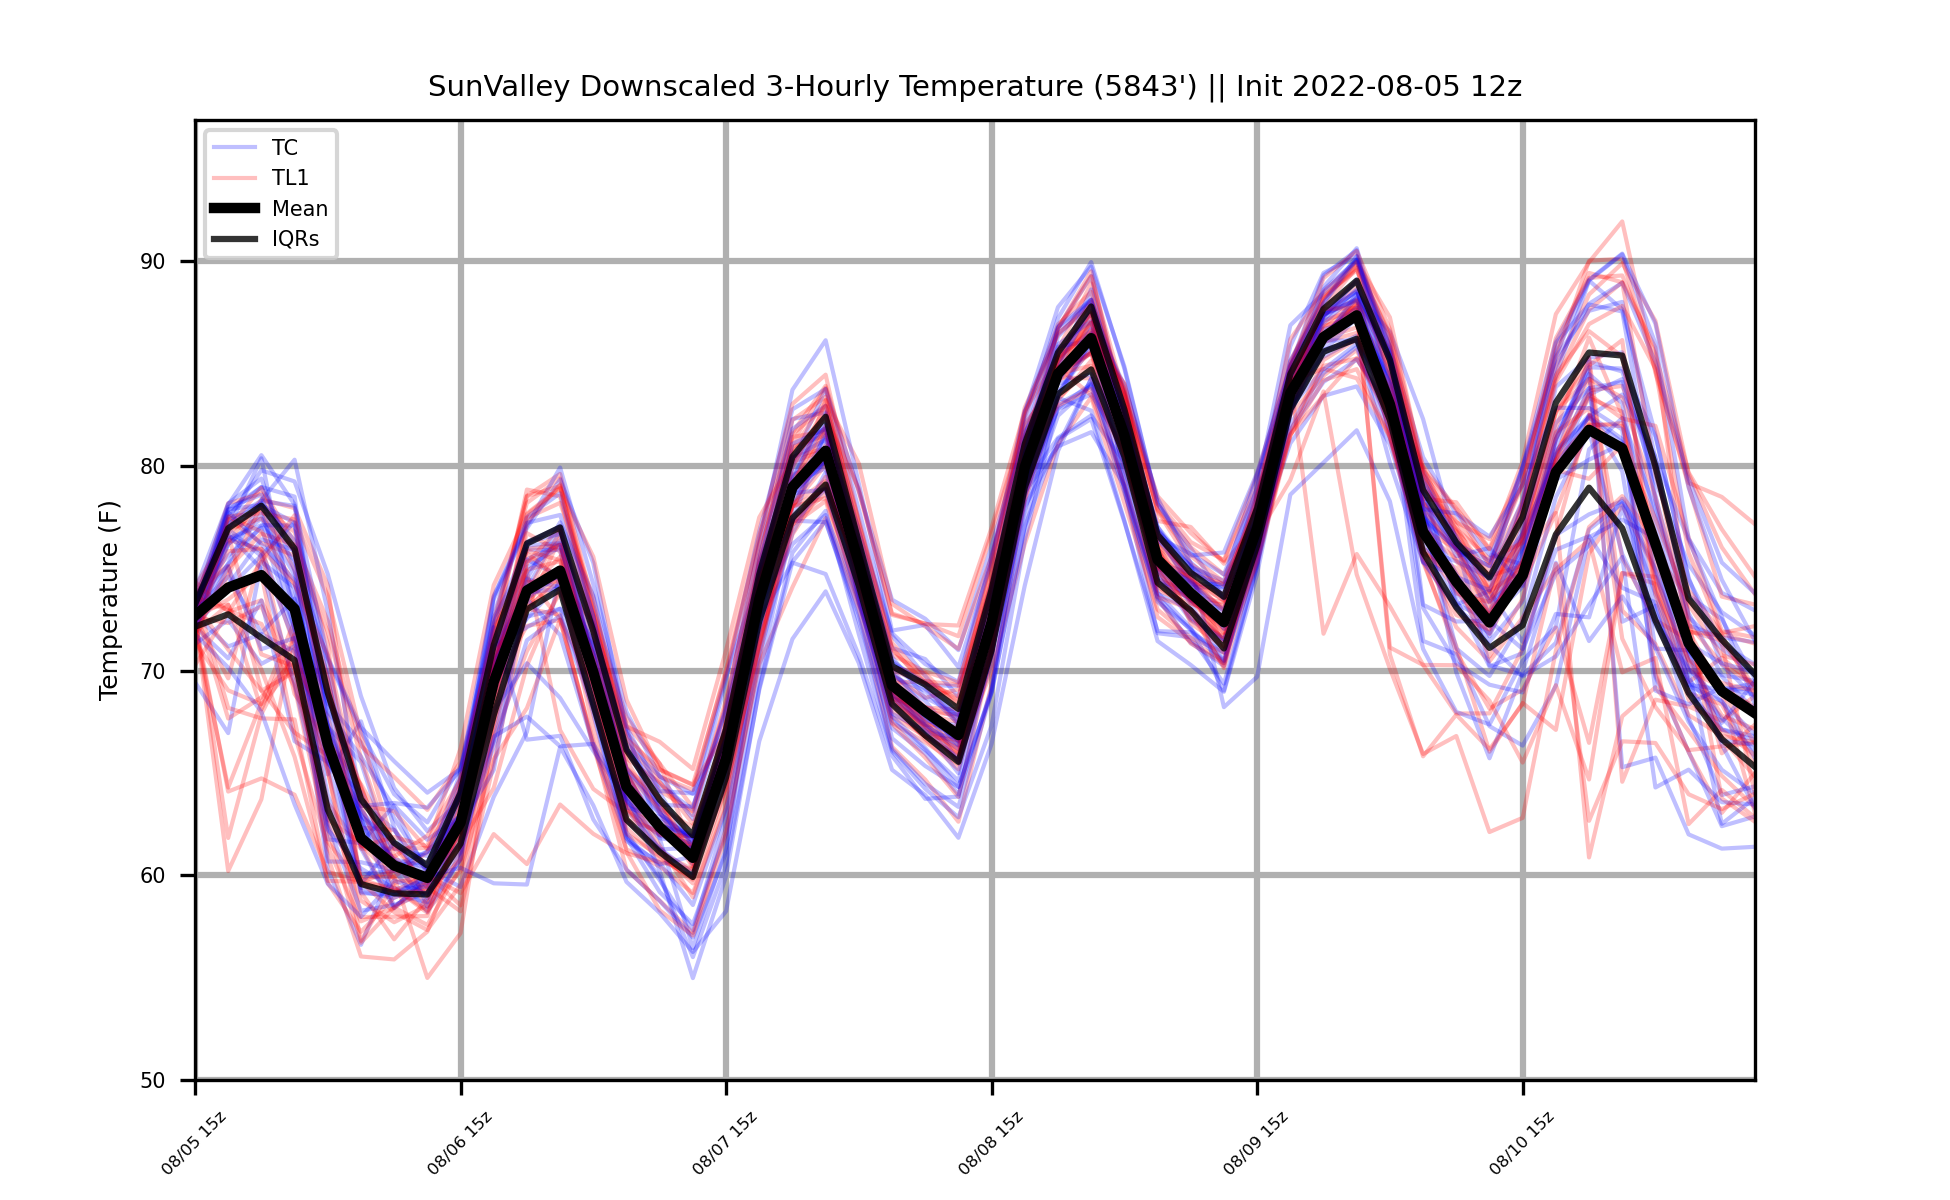 SunValley Downscaled 3-Hourly Temperature (5843') || Init 2022-08-05 12z
TC
TL1
Mean
IQRs
Temperature (F)
90
80
70
60
50
08/05 15z
08/06 15z
08/07 15z
08/08 15z
08/09 15z
08/10 15z